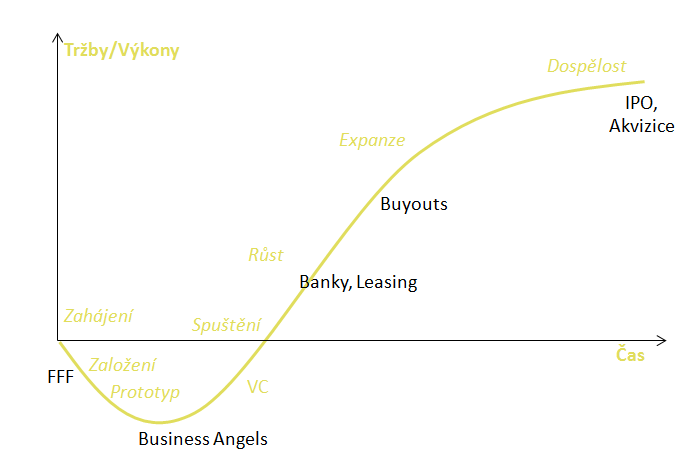 Tržby/Výkony
Dospělost
IPO,
Akvizice
Expanze
Buyouts
Růst
Banky, Leasing
Zahájení
Spuštění
Čas
Založení
FFF
Prototyp
VC
Business Angels